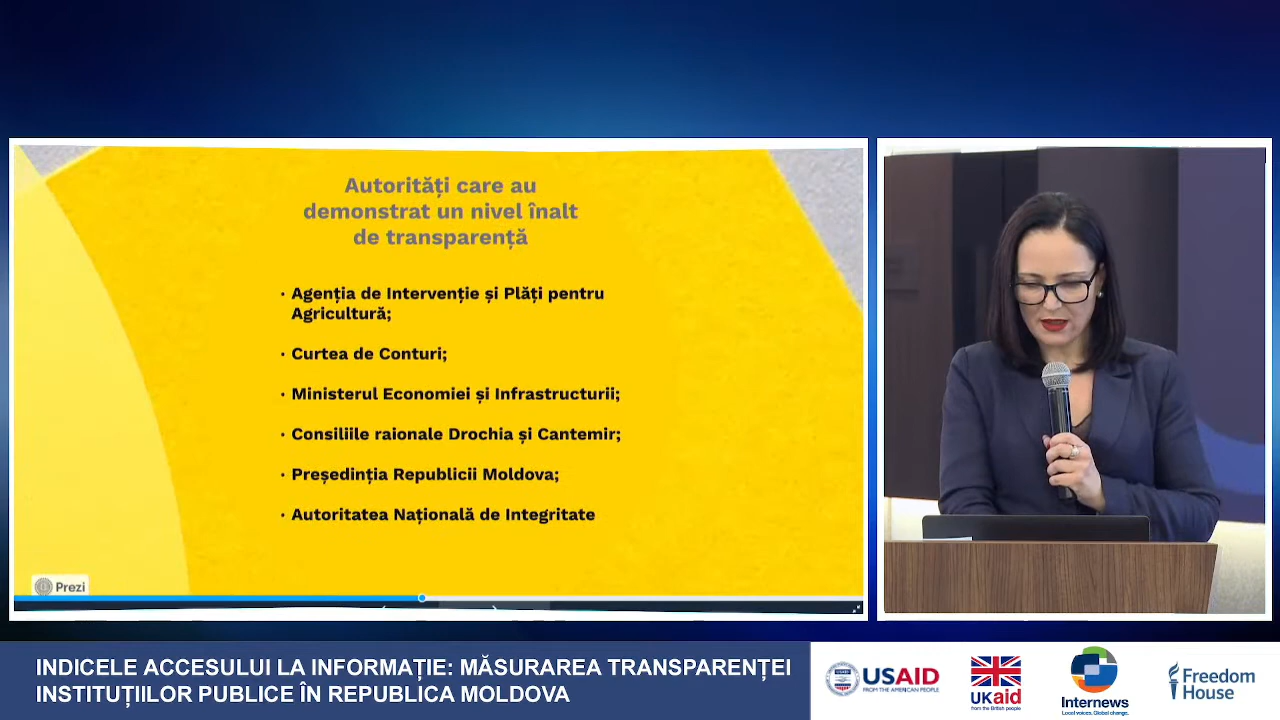 Autorități care au
demonstrat un nivel înalt
de transparență
· Agenția de Intervenție și Plăți pentru
Agricultură;
· Curtea de Conturi;
· Ministerul Economiei și Infrastructurii;
· Consiliile raionale Drochia și Cantemir;
· Președinția Republicii Moldova;
· Autoritatea Națională de Integritate
Prezi
INDICELE ACCESULUI LA INFORMAȚIE: MĂSURAREA TRANSPARENȚEI
INSTITUȚIILOR PUBLICE ÎN REPUBLICA MOLDOVA
USAID
FROM THE AMERICAN PEOPLE
UKaid
from the British people
Internews
Local voices. Global change.
Freedom
House